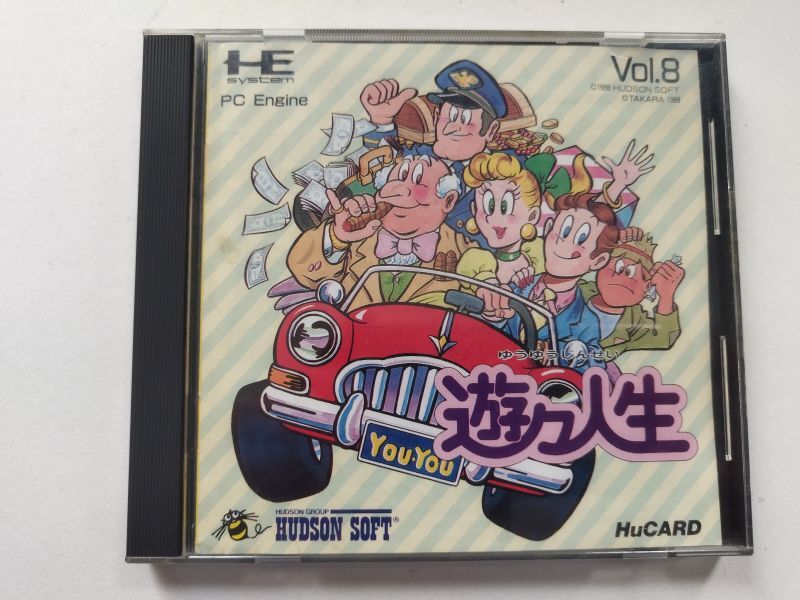 HE
system
PC Engine
Vol.8
©1988 HUDSON SOFT
©TAKARA 1988
ゆうゆうじんせい
遊々人生
YOU・YOU
HUDSON GROUP
HUDSON SOFT®
HuCARD